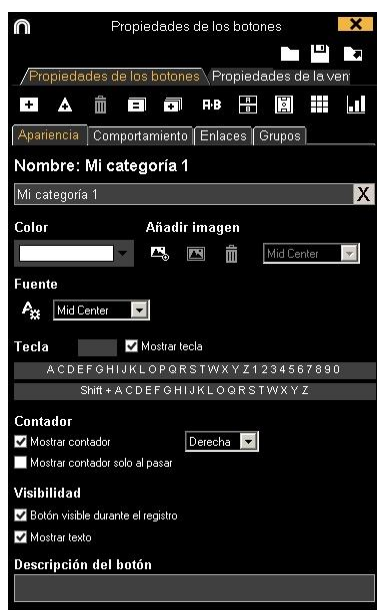 Propiedades de los botones
Propiedades de los botones Propiedades de la ven
A·B
Apariencia Comportamiento Enlaces Grupos
Nombre: Mi categoría 1
Mi categoría 1 X
Color Añadir imagen
Mid Center
Fuente
Mid Center
Tecla Mostrar tecla
A C D E F G H I J K L O P Q R S T W X Y Z 1 2 3 4 5 6 7 8 9 0
Shift + A C D E F G H I J K L O Q R S T W X Y Z
Contador
Mostrar contador Derecha
Mostrar contador solo al pasar
Visibilidad
Botón visible durante el registro
Mostrar texto
Descripción del botón